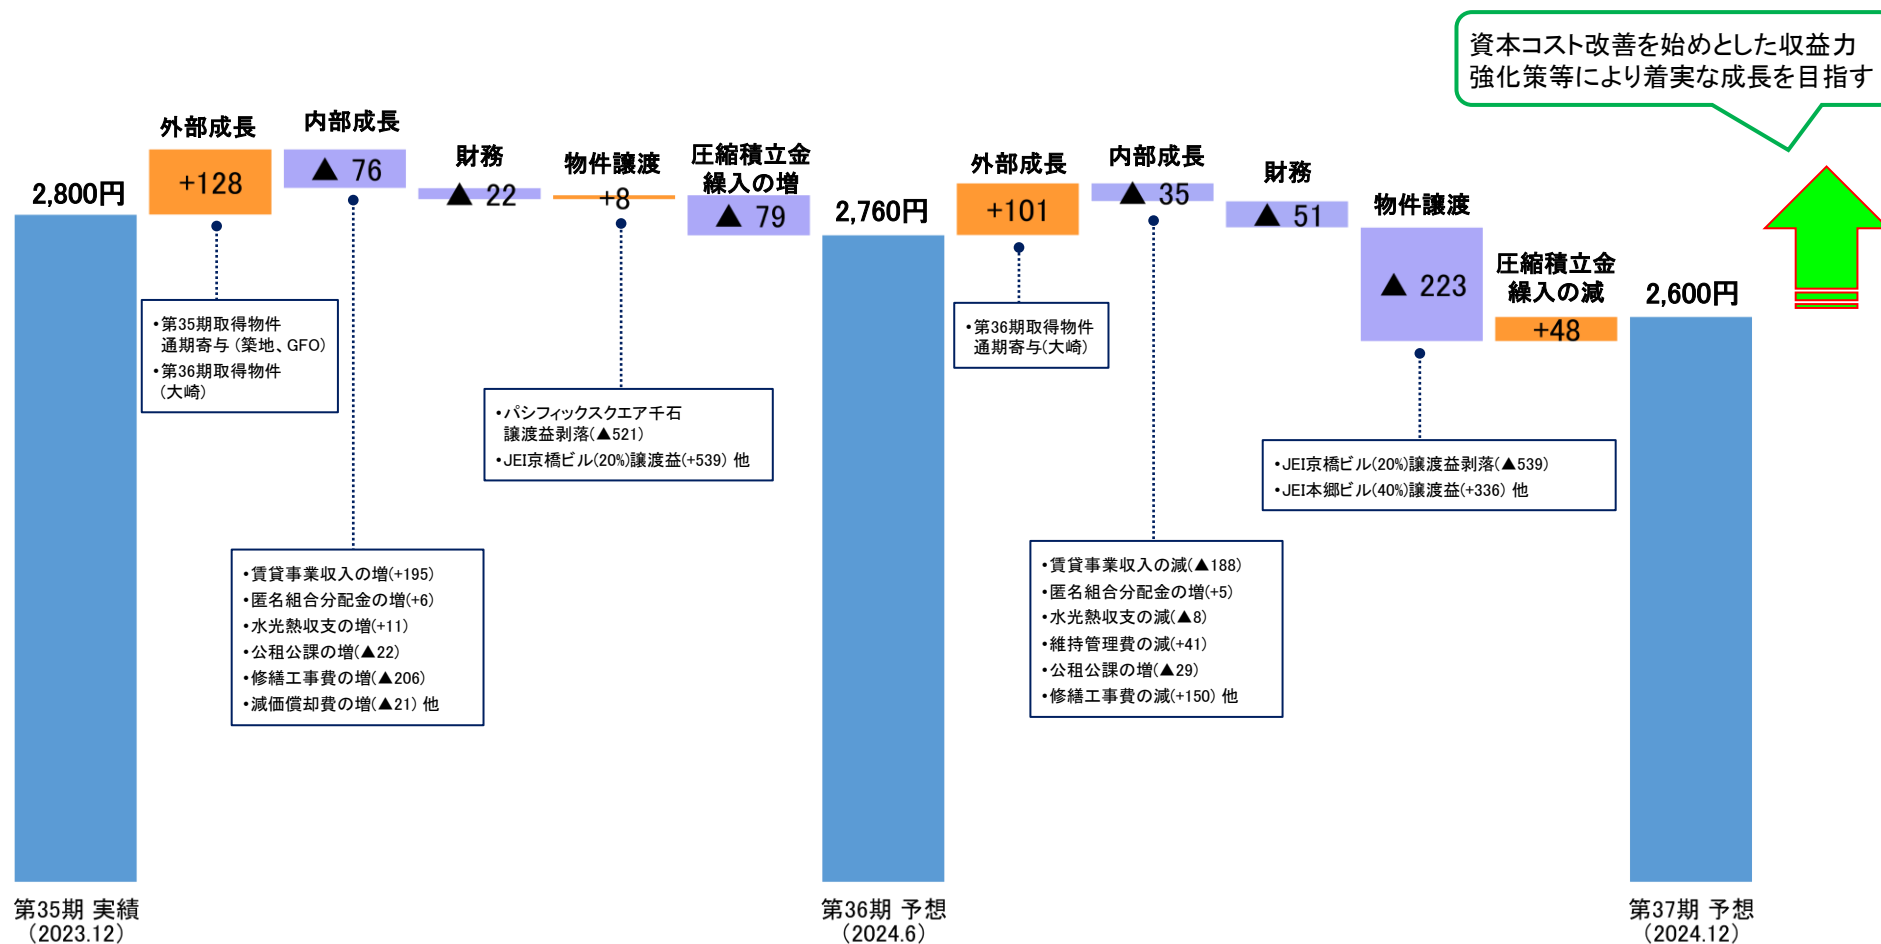 資本コスト改善を始めとした収益力
強化策等により着実な成長を目指す
2,800円
外部成長
+128
・第35期取得物件
通期寄与(築地、GFO)
・第36期取得物件
(大崎)
内部成長
▲ 76
・賃貸事業収入の増(+195)
・匿名組合分配金の増(+6)
・水光熱収支の増(+11)
・公租公課の増(▲22)
・修繕工事費の増(▲206)
・減価償却費の増(▲21) 他
財務
▲ 22
物件譲渡
+8
・パシフィックスクエア千石
譲渡益剥落(▲521)
・JEI京橋ビル(20%)譲渡益(+539) 他
圧縮積立金
繰入の増
▲ 79
2,760円
外部成長
+101
・第36期取得物件
通期寄与(大崎)
内部成長
▲ 35
・賃貸事業収入の減(▲188)
・匿名組合分配金の増(+5)
・水光熱収支の減(▲8)
・維持管理費の減(+41)
・公租公課の増(▲29)
・修繕工事費の減(+150) 他
財務
▲ 51
物件譲渡
▲ 223
・JEI京橋ビル(20%)譲渡益剥落(▲539)
・JEI本郷ビル(40%)譲渡益(+336) 他
圧縮積立金
繰入の減
+48
2,600円
第35期 実績
(2023.12)
第36期 予想
(2024.6)
第37期 予想
(2024.12)